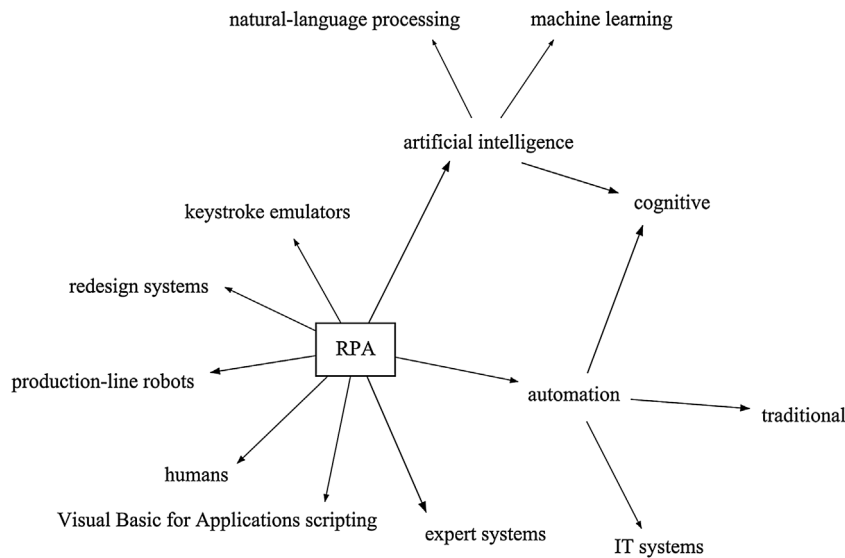 natural-language processing
machine learning
artificial intelligence
cognitive
keystroke emulators
redesign systems
RPA
production-line robots
automation
traditional
humans
Visual Basic for Applications scripting
expert systems
IT systems